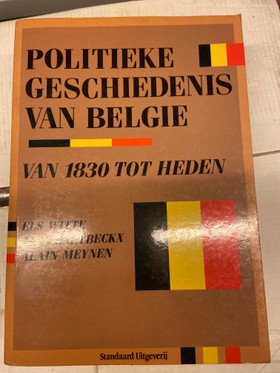 POLITIEKE
GESCHIEDENIS
VAN BELGIE
VAN 1830 TOT HEDEN
ELS WITTE
ALAIN MEYNEN
Standaard Uitgeverij